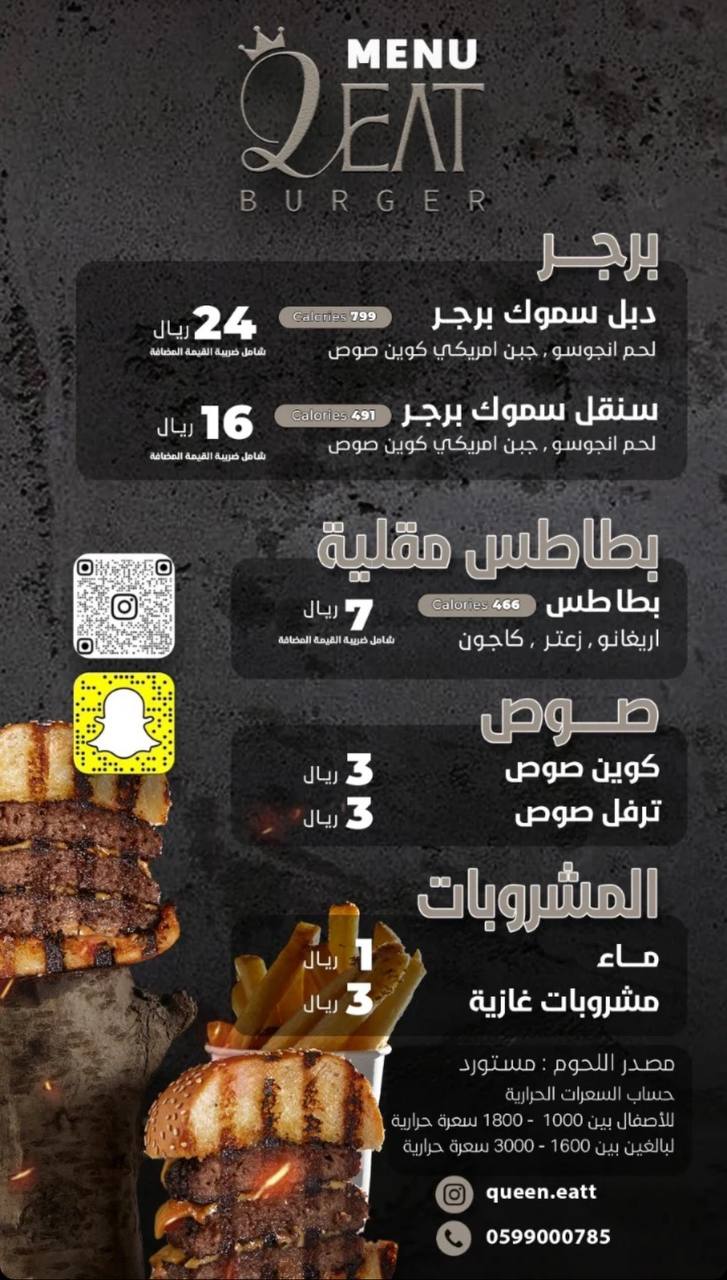 MENU
QEAT
BURGER
برجـر
دبل سموك برجر Calories 799 24 ريال
لحم انجوسو , جبن امريكي كوين صوص شامل ضريبة القيمة المضافة
سنقل سموك برجر Calories 491 16 ريال
لحم انجوسو , جبن امريكي كوين صوص
شامل ضريبة القيمة المضافة
بطاطس مقلية
بطاطس Calories 466 7 ريال
اريغانو , زعتر , كاجون شامل ضريبة القيمة المضافة
صـوص
كوين صوص 3 ريال
ترفل صوص 3 ريال
المشروبات
مـاء 1 ريال
مشروبات غازية 3 ريال
مصدر اللحوم : مستورد
حساب السعرات الحرارية
للأصفال بين 1000 - 1800 سعرة حرارية
لبالغين بين 1600 - 3000 سعرة حرارية
queen.eatt
0599000785